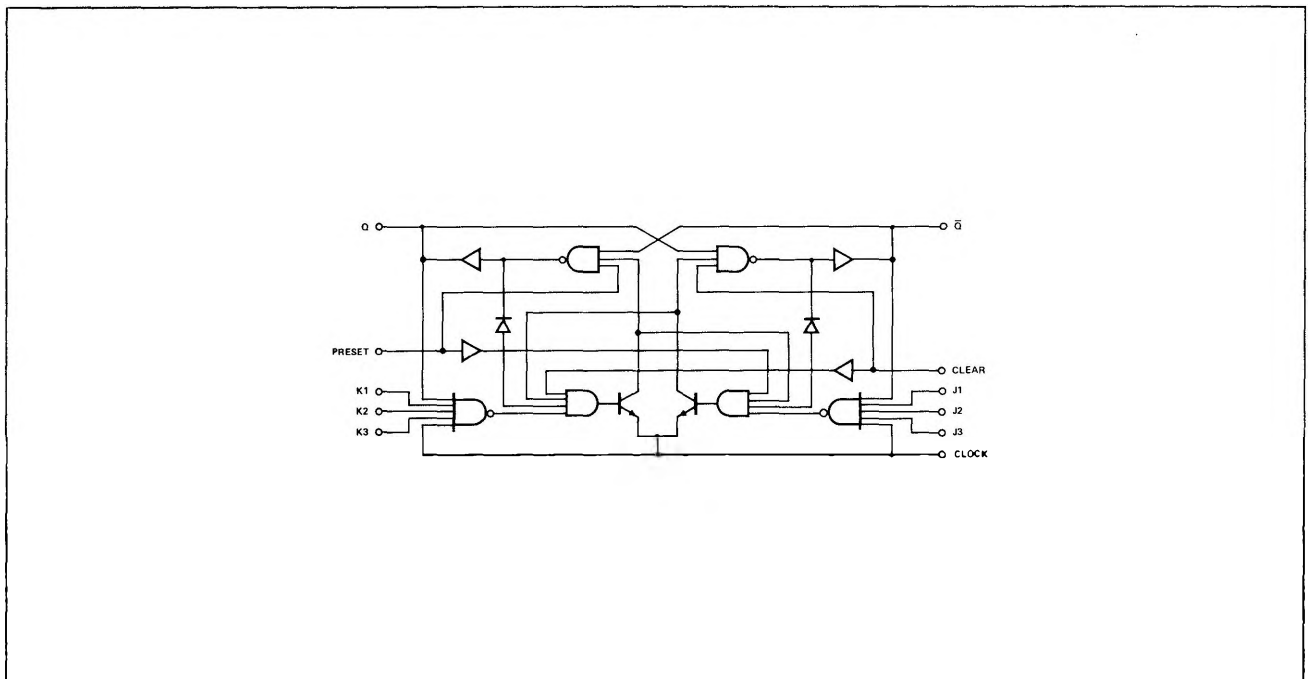 Q Q̅
PRESET CLEAR
K1 J1
K2 J2
K3 J3
CLOCK